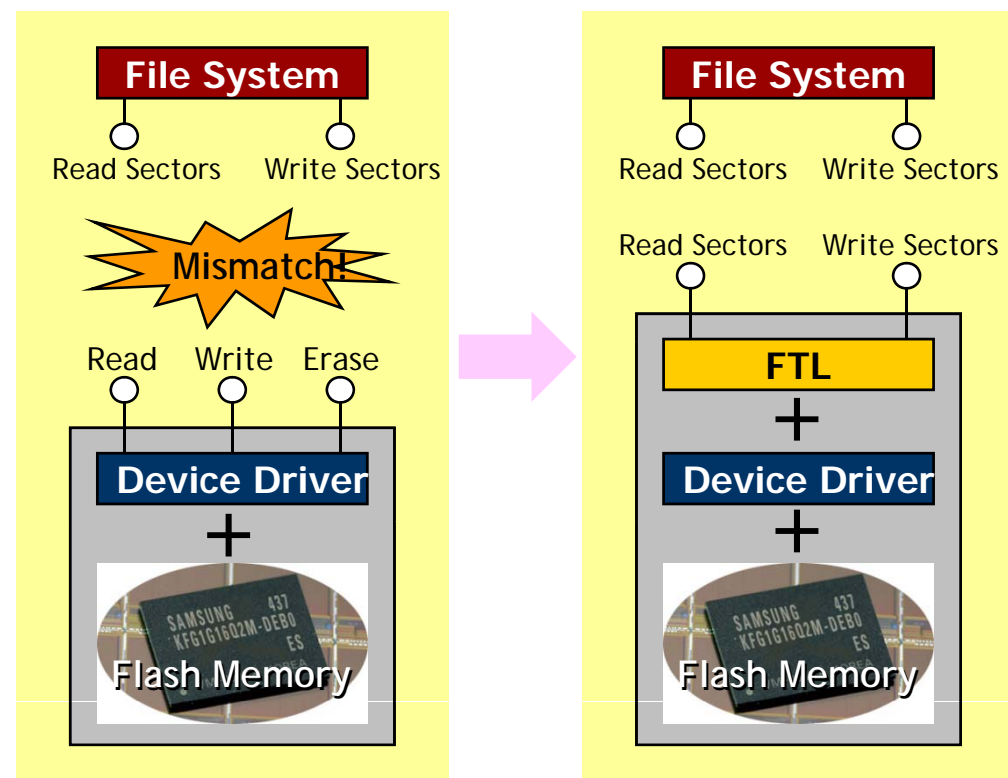 File System
Read Sectors Write Sectors
Mismatch!
Read Write Erase
Device Driver
+
SAMSUNG 437
KFG1G16Q2M-DEB0
ES
Flash Memory
File System
Read Sectors Write Sectors
Read Sectors Write Sectors
FTL
+
Device Driver
+
SAMSUNG 437
KFG1G16Q2M-DEB0
ES
Flash Memory